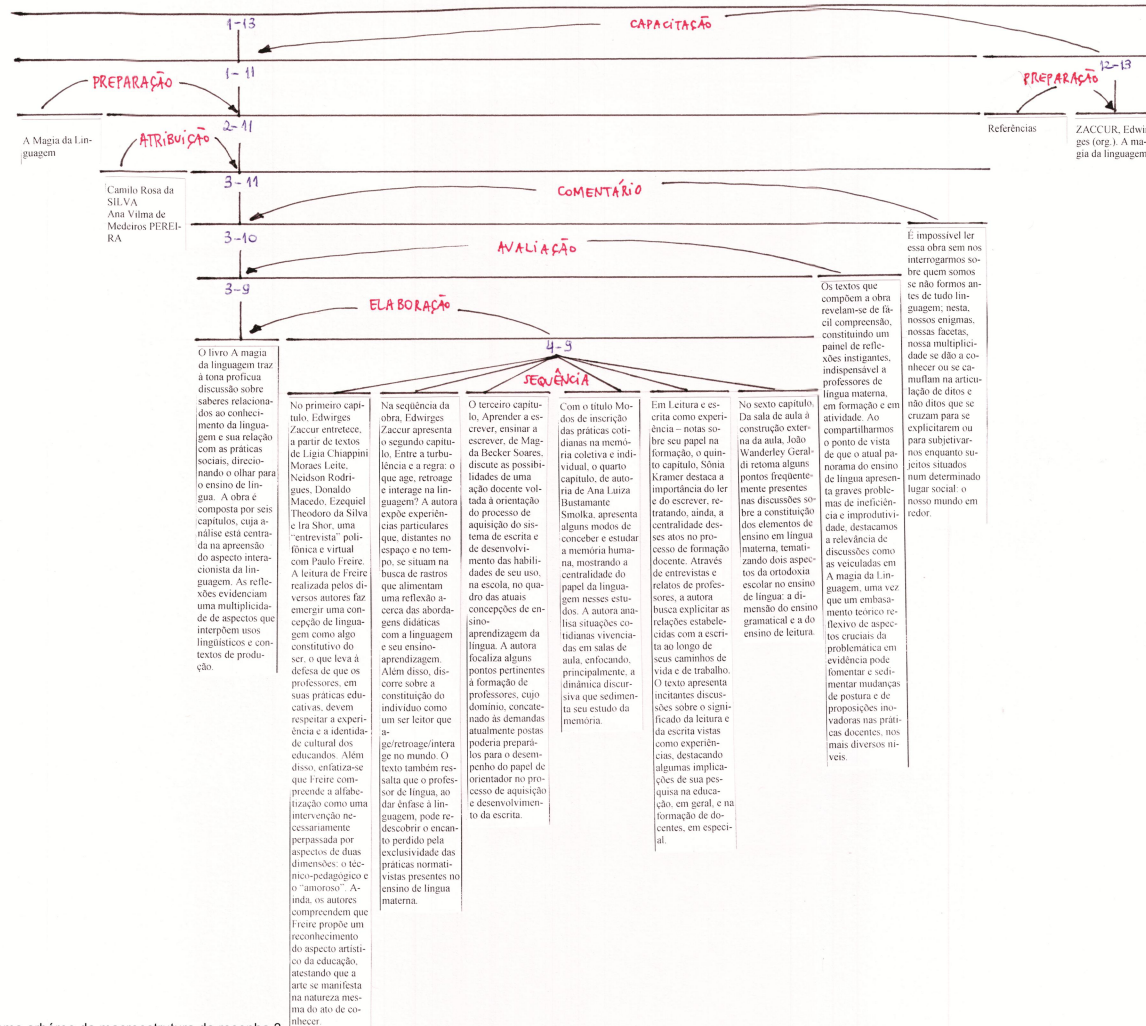 1-13
CAPACITAÇÃO
1-11
12-13
PREPARAÇÃO
PREPARAÇÃO
2-11
A Magia da Lin-
guagem
ATRIBUIÇÃO
Referências
ZACCUR, Edwi
ges (org.). A ma-
gia da linguagem
3-11
Camilo Rosa da
SILVA
Ana Vilma de
Medeiros PEREI-
RA
COMENTÁRIO
3-10
AVALIAÇÃO
3-9
ELABORAÇÃO
4-9
SEQUÊNCIA
O livro A magia
da linguagem traz
à tona profícua
discussão sobre
saberes relaciona-
dos ao conheci-
mento da lingua-
gem e sua relação
com as práticas
sociais, direcio-
nando o olhar para
o ensino de lín-
gua. A obra é
composta por seis
capítulos, cuja a-
nálise está centra-
da na apreensão
do aspecto intera-
cionista da lin-
guagem. As refle-
xões evidenciam
uma multiplicida-
de de aspectos que
interpõem usos
lingüísticos e con-
textos de produ-
ção.
No primeiro capí-
tulo, Edwirges
Zaccur entretece,
a partir de textos
de Lígia Chiappini
Moraes Leite,
Neidson Rodri-
gues, Donaldo
Macedo, Ezequiel
Theodoro da Silva
e Ira Shor, uma
“entrevista” poli-
fônica e virtual
com Paulo Freire.
A leitura de Freire
realizada pelos di-
versos autores faz
emergir uma con-
cepção de lingua-
gem como algo
constitutivo do
ser, o que leva à
defesa de que os
professores, em
suas práticas edu-
cativas, devem
respeitar a experi-
ência e a identida-
de cultural dos
educandos. Além
disso, enfatiza-se
que Freire com-
preende a alfabe-
tização como uma
intervenção ne-
cessariamente
perpassada por
aspectos de duas
dimensões: o téc-
nico-pedagógico e
o “amoroso”. A-
inda, os autores
compreendem que
Freire propõe um
reconhecimento
do aspecto artísti-
co da educação,
atestando que a
arte se manifesta
na natureza mes-
ma do ato de co-
nhecer.
Na seqüência da
obra, Edwirges
Zaccur apresenta
o segundo capítu-
lo, Entre a turbu-
lência e a regra: o
que age, retroage
e interage na lin-
guagem? A autora
expõe experiên-
cias particulares
que, distantes no
espaço e no tem-
po, se situam na
busca de rastros
que alimentam
uma reflexão a-
cerca das aborda-
gens didáticas
com a linguagem
e seu ensino-
aprendizagem.
Além disso, dis-
corre sobre a
constituição do
indivíduo como
um ser leitor que
a-
ge/retroage/intera
ge no mundo. O
texto também res-
salta que o profes-
sor de língua, ao
dar ênfase à lin-
guagem, pode re-
descobrir o encan-
to perdido pela
exclusividade das
práticas normati-
vistas presentes no
ensino de língua
materna.
O terceiro capítu-
lo, Aprender a es-
crever, ensinar a
escrever, de Mag-
da Becker Soares,
discute as possibi-
lidades de uma
ação docente vol-
tada à orientação
do processo de
aquisição do sis-
tema de escrita e
de desenvolvi-
mento das habili-
dades de seu uso,
na escola, no qua-
dro das atuais
concepções de en-
sino-
aprendizagem da
língua. A autora
focaliza alguns
pontos pertinentes
à formação de
professores, cujo
domínio, concate-
nado às demandas
atualmente postas
poderia prepará-
los para o desem-
penho do papel de
orientador no pro-
cesso de aquisição
e desenvolvimen-
to da escrita.
Com o título Mo-
dos de inscrição
das práticas coti-
dianas na memó-
ria coletiva e indi-
vidual, o quarto
capítulo, de auto-
ria de Ana Luiza
Bustamante
Smolka, apresenta
alguns modos de
conceber e estudar
a memória huma-
na, mostrando a
centralidade do
papel da lingua-
gem nesses estu-
dos. A autora ana-
lisa situações co-
tidianas vivencia-
das em salas de
aula, enfocando,
principalmente, a
dinâmica discur-
siva que sedimen-
ta seu estudo da
memória.
Em Leitura e es-
crita como experi-
ência – notas so-
bre seu papel na
formação, o quin-
to capítulo, Sônia
Kramer destaca a
importância do ler
e do escrever, re-
tratando, ainda, a
centralidade des-
ses atos no pro-
cesso de formação
docente. Através
de entrevistas e
relatos de profes-
sores, a autora
busca explicitar as
relações estabele-
cidas com a escri-
ta ao longo de
seus caminhos de
vida e de trabalho.
O texto apresenta
incitantes discus-
sões sobre o signi-
ficado da leitura e
da escrita vistas
como experiên-
cias, destacando
algumas implica-
ções de sua pes-
quisa na educa-
ção, em geral, e na
formação de do-
centes, em especi-
al.
No sexto capítulo,
Da sala de aula à
construção exter-
na da aula, João
Wanderley Geral-
di retoma alguns
pontos freqüente-
mente presentes
nas discussões so-
bre a constituição
dos elementos de
ensino em língua
materna, temati-
zando dois aspec-
tos da ortodoxia
escolar no ensino
de língua: a di-
mensão do ensino
gramatical e a do
ensino de leitura.
Os textos que
compõem a obra
revelam-se de fá-
cil compreensão,
constituindo um
painel de refle-
xões instigantes,
indispensável a
professores de
língua materna,
em formação e em
atividade. Ao
compartilharmos
o ponto de vista
de que o atual pa-
norama do ensino
de língua apresen-
ta graves proble-
mas de ineficiên-
cia e improdutivi-
dade, destacamos
a relevância de
discussões como
as veiculadas em
A magia da Lin-
guagem, uma vez
que um embasa-
mento teórico re-
flexivo de aspec-
tos cruciais da
problemática em
evidência pode
fomentar e sedi-
mentar mudanças
de postura e de
proposições ino-
vadoras nas práti-
cas docentes, nos
mais diversos ní-
veis.
É impossível ler
essa obra sem nos
interrogarmos so-
bre quem somos
se não formos an-
tes de tudo lin-
guagem; nesta,
nossos enigmas,
nossas facetas,
nossa multiplici-
dade se dão a co-
nhecer ou se ca-
muflam na articu-
lação de ditos e
não ditos que se
cruzam para se
explicitarem ou
para subjetivar-
nos enquanto su-
jeitos situados
num determinado
lugar social: o
nosso mundo em
redor.